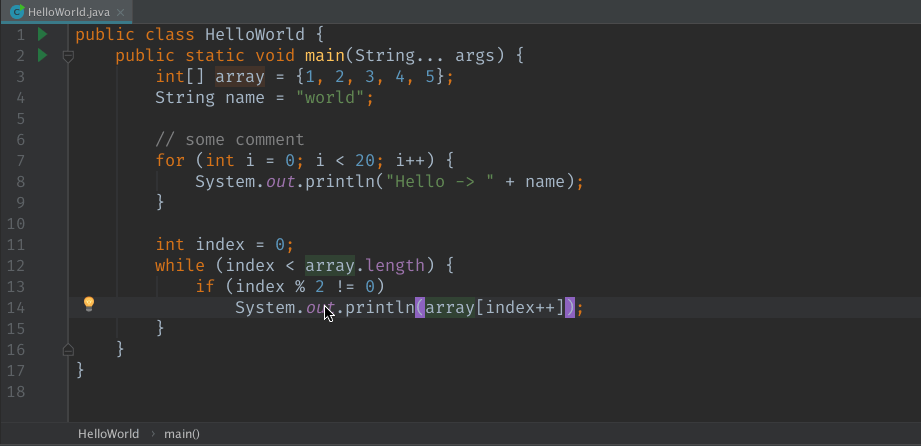 HelloWorld.java ×
1 public class HelloWorld {
2 public static void main(String... args) {
3 int[] array = {1, 2, 3, 4, 5};
4 String name = "world";
5
6 // some comment
7 for (int i = 0; i < 20; i++) {
8 System.out.println("Hello -> " + name);
9 }
10
11 int index = 0;
12 while (index < array.length) {
13 if (index % 2 != 0)
14 System.out.println(array[index++]);
15 }
16 }
17 }
18
HelloWorld › main()